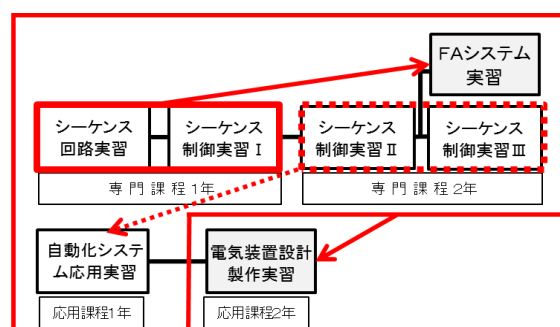 FAシステム
実習
シーケンス
回路実習
シーケンス
制御実習Ⅰ
シーケンス
制御実習Ⅱ
シーケンス
制御実習Ⅲ
専門課程1年
専門課程2年
自動化システ
ム応用実習
電気装置設計
製作実習
応用課程1年
応用課程2年